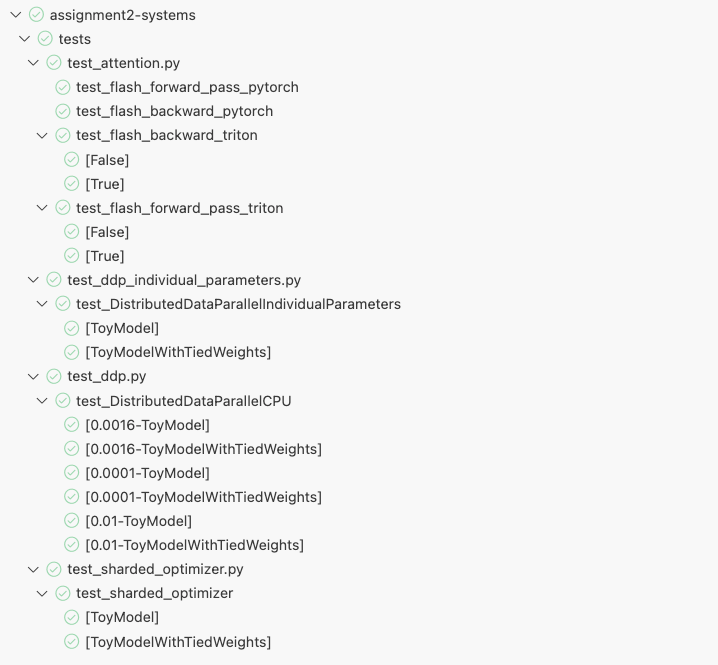 assignment2-systems
tests
test_attention.py
test_flash_forward_pass_pytorch
test_flash_backward_pytorch
test_flash_backward_triton
[False]
[True]
test_flash_forward_pass_triton
[False]
[True]
test_ddp_individual_parameters.py
test_DistributedDataParallelIndividualParameters
[ToyModel]
[ToyModelWithTiedWeights]
test_ddp.py
test_DistributedDataParallelCPU
[0.0016-ToyModel]
[0.0016-ToyModelWithTiedWeights]
[0.0001-ToyModel]
[0.0001-ToyModelWithTiedWeights]
[0.01-ToyModel]
[0.01-ToyModelWithTiedWeights]
test_sharded_optimizer.py
test_sharded_optimizer
[ToyModel]
[ToyModelWithTiedWeights]